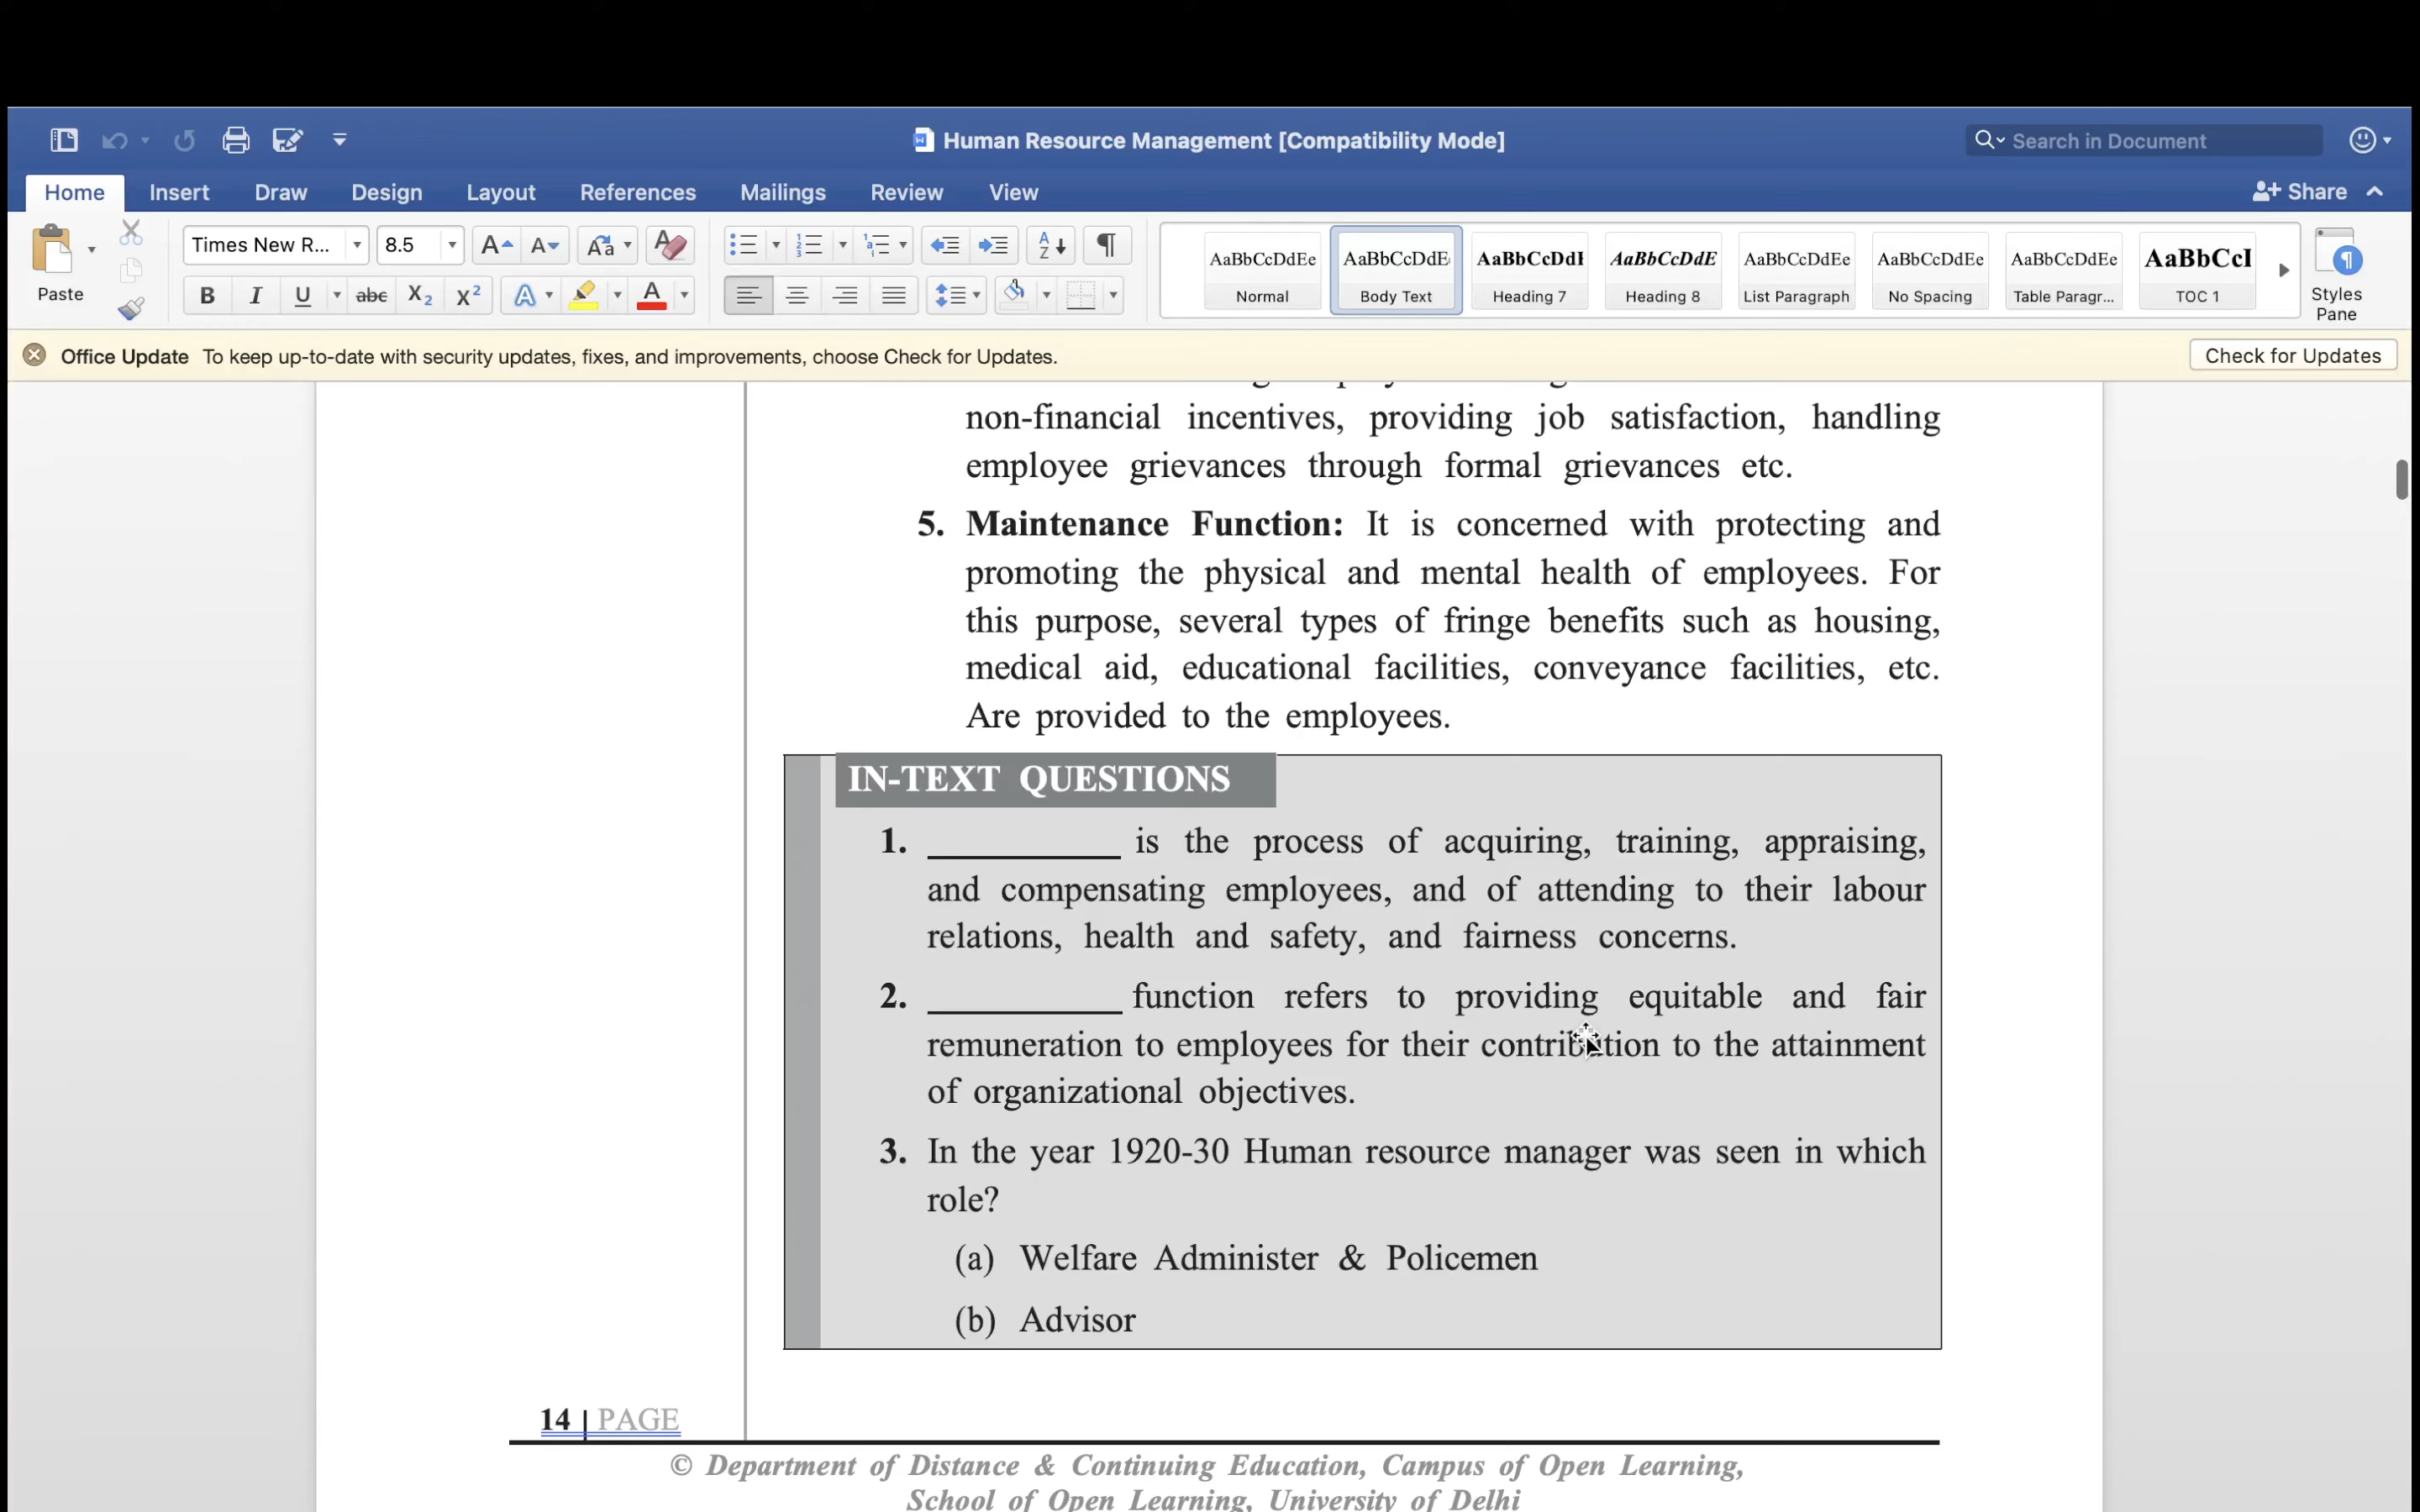 Human Resource Management [Compatibility Mode]
Search in Document
Home Insert Draw Design Layout References Mailings Review View
Share
Paste
Times New R... 8.5
AaBbCcDdEe AaBbCcDdE AaBbCcDdI AaBbCcDdE AaBbCcDdEe AaBbCcDdEe AaBbCcDdEe AaBbCcI
Normal Body Text Heading 7 Heading 8 List Paragraph No Spacing Table Paragr... TOC 1
Styles
Pane
Office Update To keep up-to-date with security updates, fixes, and improvements, choose Check for Updates.
Check for Updates
non-financial incentives, providing job satisfaction, handling
employee grievances through formal grievances etc.
5. Maintenance Function: It is concerned with protecting and
promoting the physical and mental health of employees. For
this purpose, several types of fringe benefits such as housing,
medical aid, educational facilities, conveyance facilities, etc.
Are provided to the employees.
IN-TEXT QUESTIONS
1. __________ is the process of acquiring, training, appraising,
and compensating employees, and of attending to their labour
relations, health and safety, and fairness concerns.
2. __________ function refers to providing equitable and fair
remuneration to employees for their contribution to the attainment
of organizational objectives.
3. In the year 1920-30 Human resource manager was seen in which
role?
(a) Welfare Administer & Policemen
(b) Advisor
14 | PAGE
© Department of Distance & Continuing Education, Campus of Open Learning,
School of Open Learning, University of Delhi